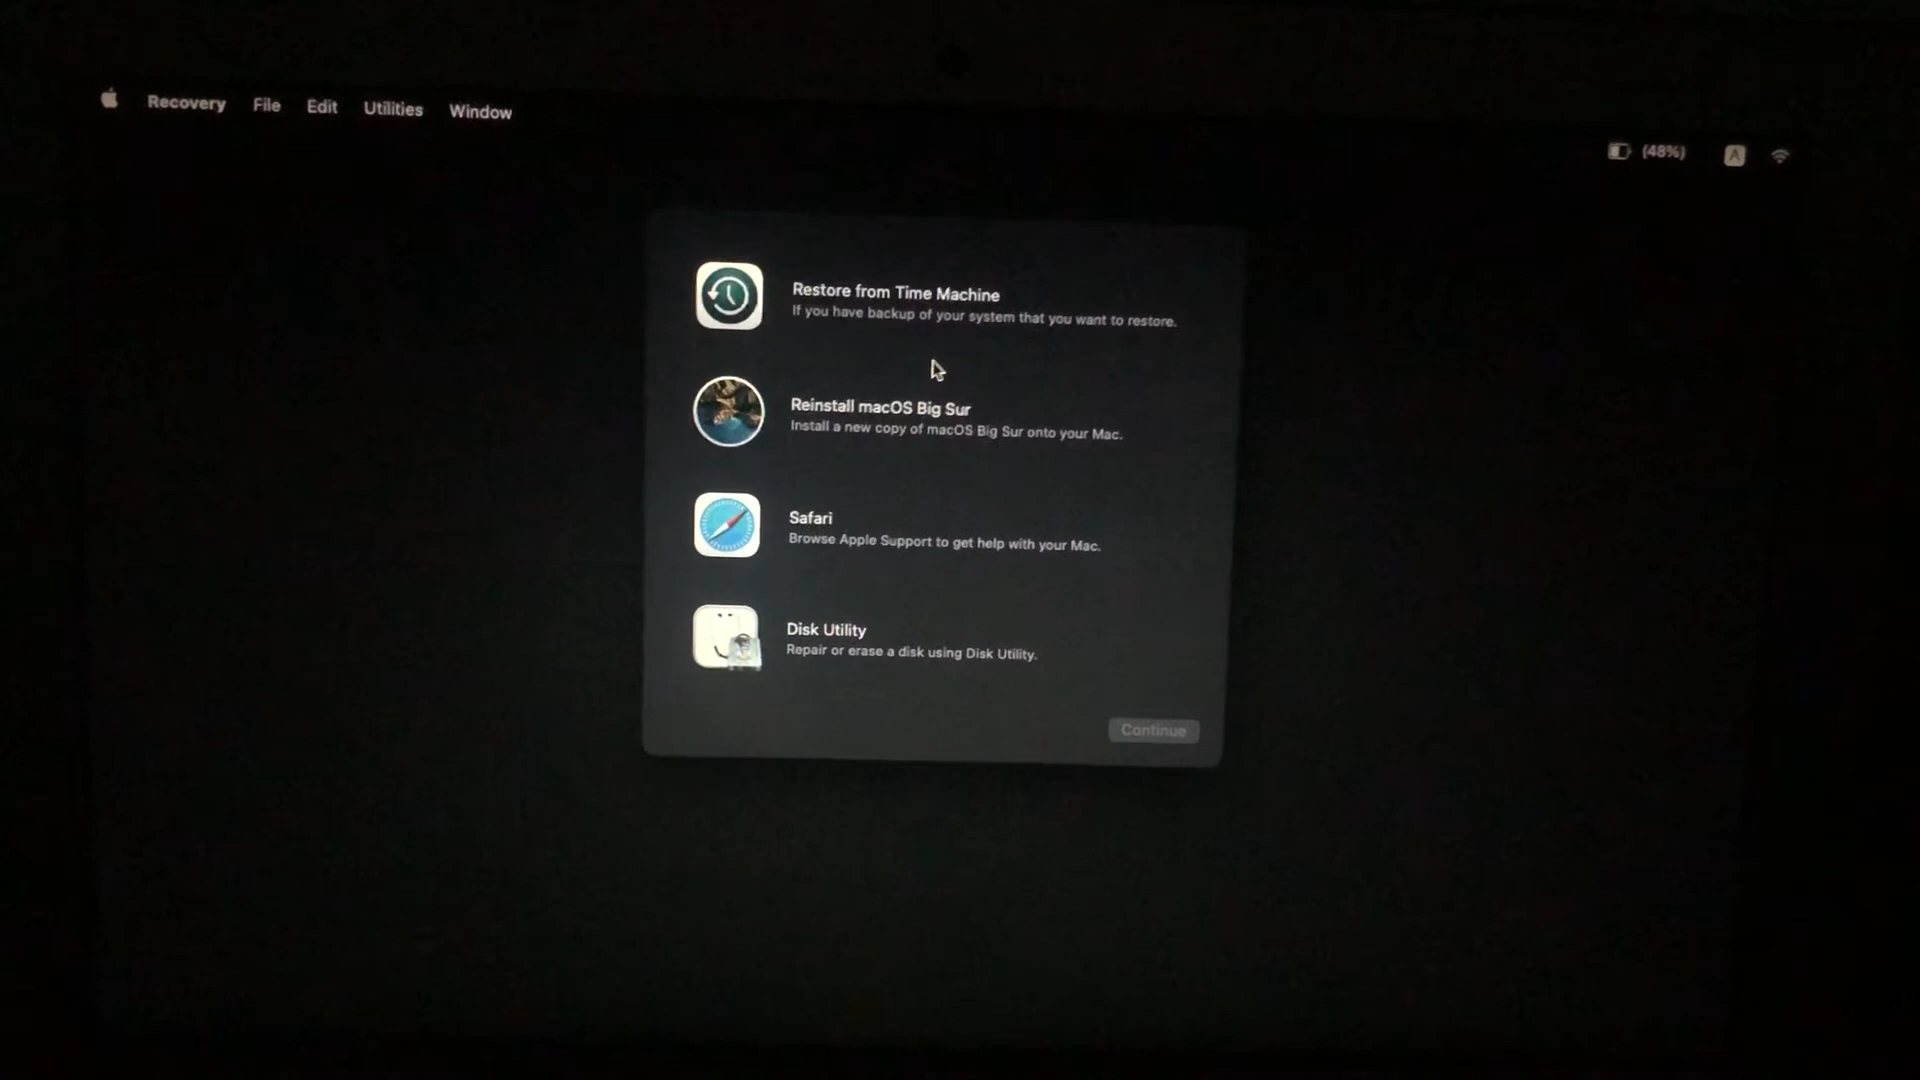 Recovery File Edit Utilities Window
(48%) A
Restore from Time Machine
If you have backup of your system that you want to restore.
Reinstall macOS Big Sur
Install a new copy of macOS Big Sur onto your Mac.
Safari
Browse Apple Support to get help with your Mac.
Disk Utility
Repair or erase a disk using Disk Utility.
Continue